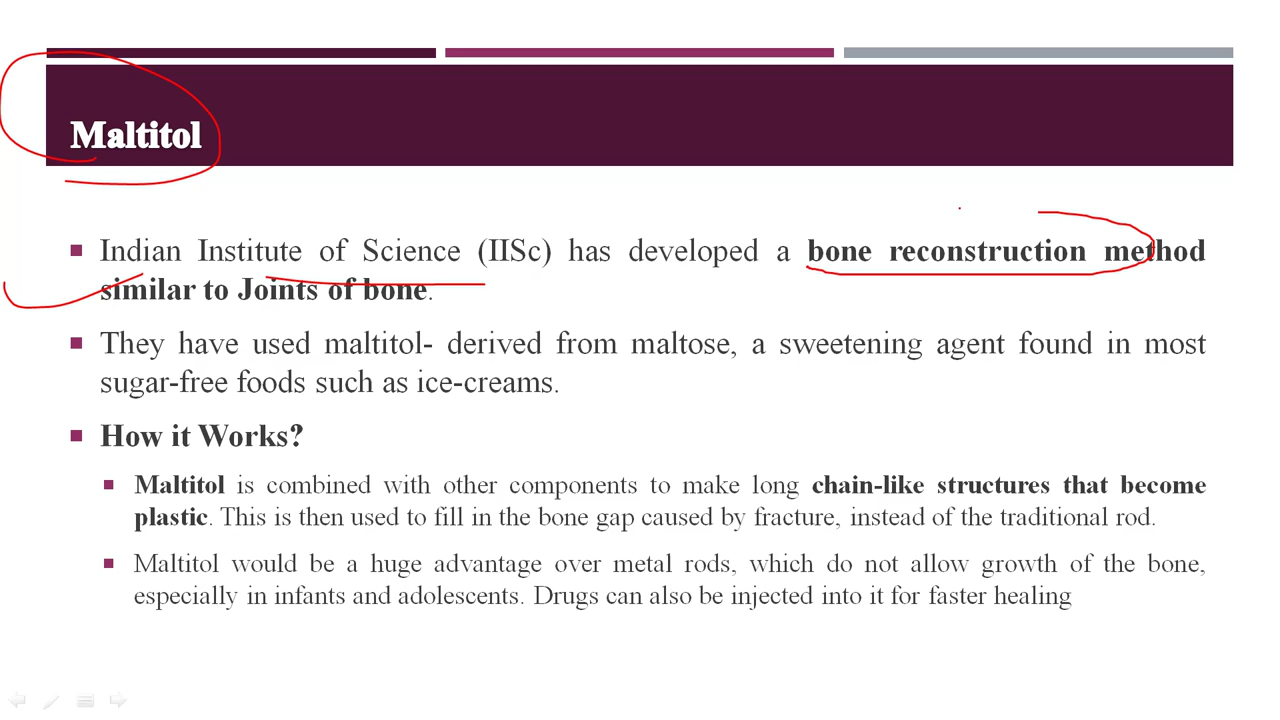 Maltitol
Indian Institute of Science (IISc) has developed a bone reconstruction method
similar to Joints of bone.
They have used maltitol- derived from maltose, a sweetening agent found in most
sugar-free foods such as ice-creams.
How it Works?
Maltitol is combined with other components to make long chain-like structures that become
plastic. This is then used to fill in the bone gap caused by fracture, instead of the traditional rod.
Maltitol would be a huge advantage over metal rods, which do not allow growth of the bone,
especially in infants and adolescents. Drugs can also be injected into it for faster healing